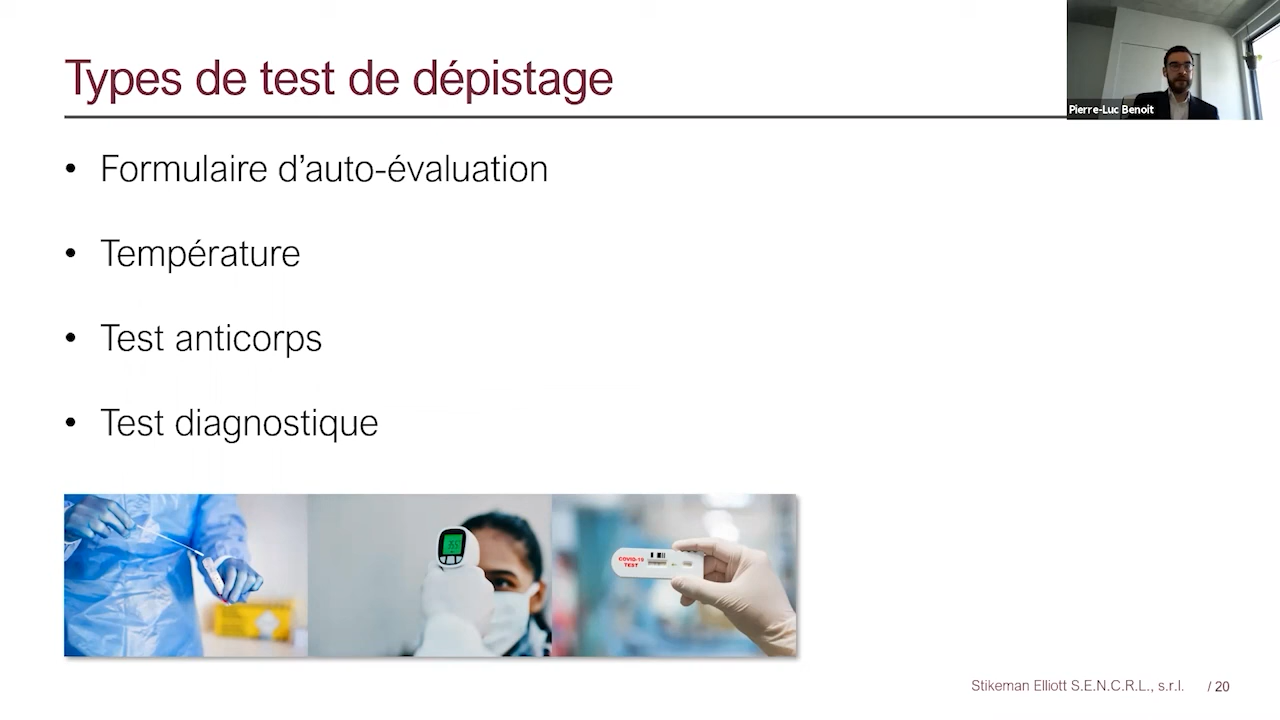 Types de test de dépistage
Pierre-Luc Benoit
• Formulaire d’auto-évaluation
• Température
• Test anticorps
• Test diagnostique
COVID-19
TEST
Stikeman Elliott S.E.N.C.R.L., s.r.l. / 20